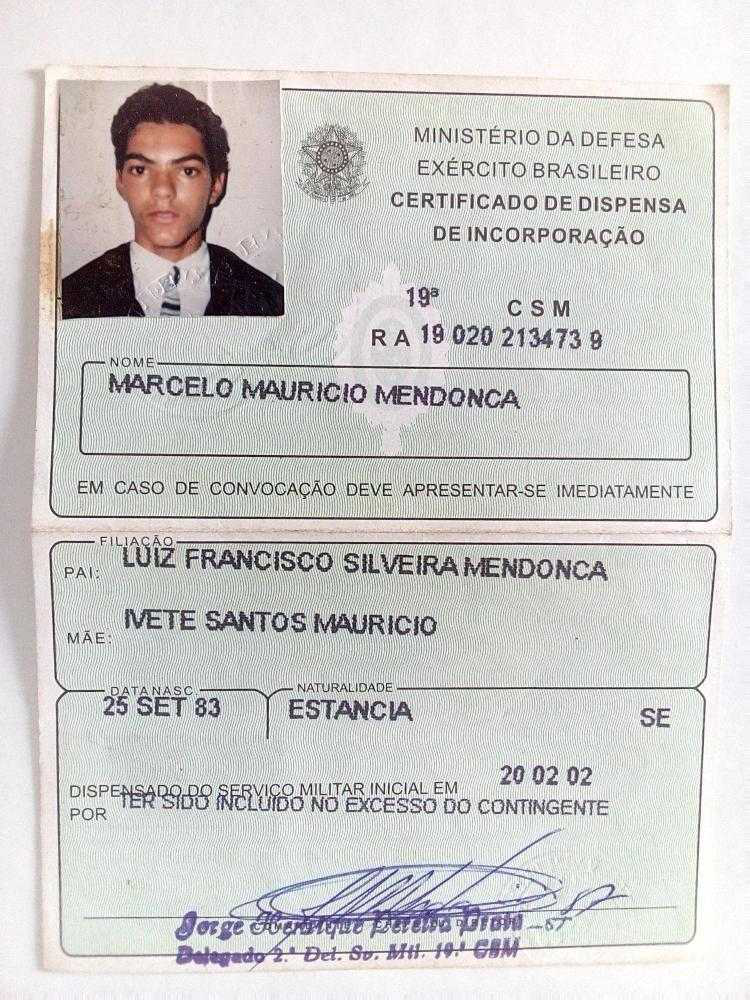 MINISTÉRIO DA DEFESA
EXÉRCITO BRASILEIRO
CERTIFICADO DE DISPENSA
DE INCORPORAÇÃO
19ª CSM
RA 19 020 213473 9
NOME
MARCELO MAURICIO MENDONCA
EM CASO DE CONVOCAÇÃO DEVE APRESENTAR-SE IMEDIATAMENTE
FILIAÇÃO
PAI: LUIZ FRANCISCO SILVEIRA MENDONCA
MÃE: IVETE SANTOS MAURICIO
DATA NASC. NATURALIDADE
25 SET 83 ESTANCIA SE
DISPENSADO DO SERVIÇO MILITAR INICIAL EM 20 02 02
POR TER SIDO INCLUIDO NO EXCESSO DO CONTINGENTE
Jorge Henrique Pereira
Delegado 2.ª Del. Sv. Mil. 19.ª CSM